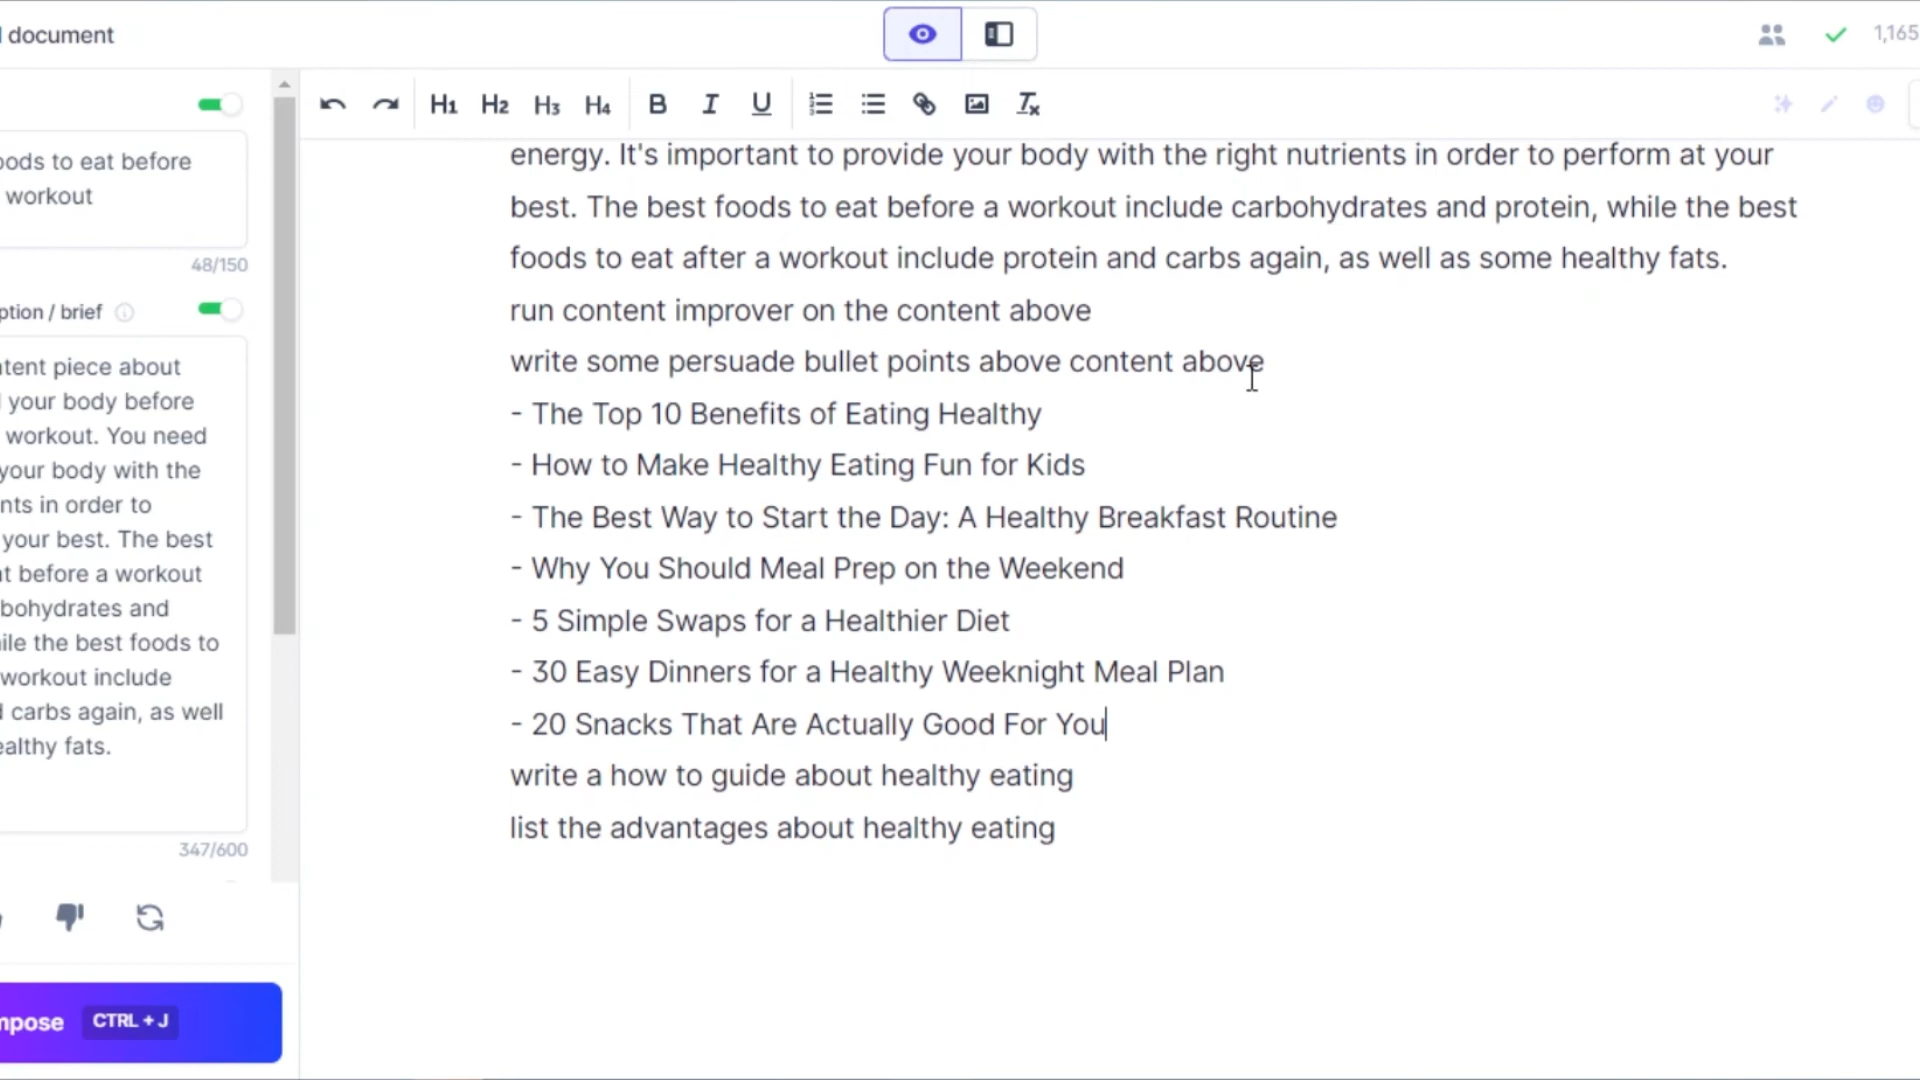 document
1,165
H1 H2 H3 H4 B I U
oods to eat before
workout
48/150
ption / brief
tent piece about
your body before
workout. You need
your body with the
nts in order to
your best. The best
at before a workout
rbohydrates and
ile the best foods to
workout include
carbs again, as well
ealthy fats.
347/600
mpose CTRL + J
energy. It's important to provide your body with the right nutrients in order to perform at your
best. The best foods to eat before a workout include carbohydrates and protein, while the best
foods to eat after a workout include protein and carbs again, as well as some healthy fats.
run content improver on the content above
write some persuade bullet points above content above
- The Top 10 Benefits of Eating Healthy
- How to Make Healthy Eating Fun for Kids
- The Best Way to Start the Day: A Healthy Breakfast Routine
- Why You Should Meal Prep on the Weekend
- 5 Simple Swaps for a Healthier Diet
- 30 Easy Dinners for a Healthy Weeknight Meal Plan
- 20 Snacks That Are Actually Good For You
write a how to guide about healthy eating
list the advantages about healthy eating